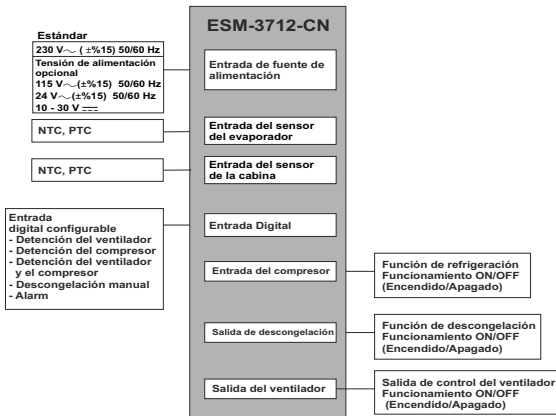 ESM-3712-CN
Estándar
230 V～ ( ±%15) 50/60 Hz
Tensión de alimentación
opcional
115 V～(±%15) 50/60 Hz
24 V～(±%15) 50/60 Hz
10 - 30 V ⎓
Entrada de fuente de
alimentación
NTC, PTC
Entrada del sensor
del evaporador
NTC, PTC
Entrada del sensor
de la cabina
Entrada
digital configurable
- Detención del ventilador
- Detención del compresor
- Detención del ventilador
y el compresor
- Descongelación manual
- Alarm
Entrada Digital
Entrada del compresor
Función de refrigeración
Funcionamiento ON/OFF
(Encendido/Apagado)
Salida de descongelación
Función de descongelación
Funcionamiento ON/OFF
(Encendido/Apagado)
Salida del ventilador
Salida de control del ventilador
Funcionamiento ON/OFF
(Encendido/Apagado)